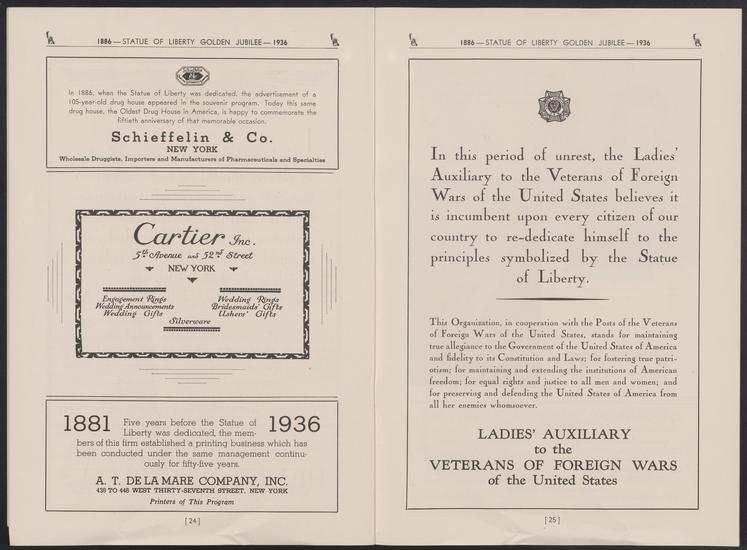 1886 — STATUE OF LIBERTY GOLDEN JUBILEE — 1936
In 1886, when the Statue of Liberty was dedicated, the advertisement of a
105-year-old drug house appeared in the souvenir program. Today this same
drug house, the Oldest Drug House in America, is happy to commemorate the
fiftieth anniversary of that memorable occasion.
Schieffelin & Co.
NEW YORK
Wholesale Druggists, Importers and Manufacturers of Pharmaceuticals and Specialties
Cartier Inc.
5th Avenue and 52nd Street
NEW YORK
Engagement Rings
Wedding Announcements
Wedding Gifts
Wedding Rings
Bridesmaids' Gifts
Ushers' Gifts
Silverware
1881 Five years before the Statue of 1936
Liberty was dedicated, the mem-
bers of this firm established a printing business which has
been conducted under the same management continu-
ously for fifty-five years.
A. T. DE LA MARE COMPANY, INC.
438 TO 448 WEST THIRTY-SEVENTH STREET, NEW YORK
Printers of This Program
[24]
1886 — STATUE OF LIBERTY GOLDEN JUBILEE — 1936
In this period of unrest, the Ladies'
Auxiliary to the Veterans of Foreign
Wars of the United States believes it
is incumbent upon every citizen of our
country to re-dedicate himself to the
principles symbolized by the Statue
of Liberty.
This Organization, in cooperation with the Posts of the Veterans
of Foreign Wars of the United States, stands for maintaining
true allegiance to the Government of the United States of America
and fidelity to its Constitution and Laws; for fostering true patri-
otism; for maintaining and extending the institutions of American
freedom; for equal rights and justice to all men and women; and
for preserving and defending the United States of America from
all her enemies whomsoever.
LADIES' AUXILIARY
to the
VETERANS OF FOREIGN WARS
of the United States
[25]